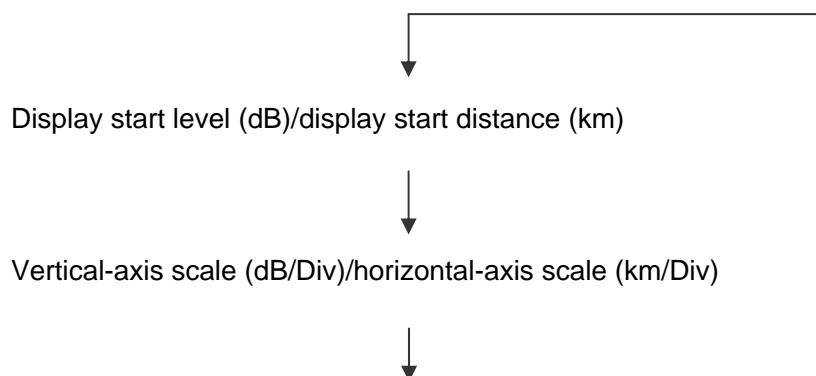 Display start level (dB)/display start distance (km)
Vertical-axis scale (dB/Div)/horizontal-axis scale (km/Div)